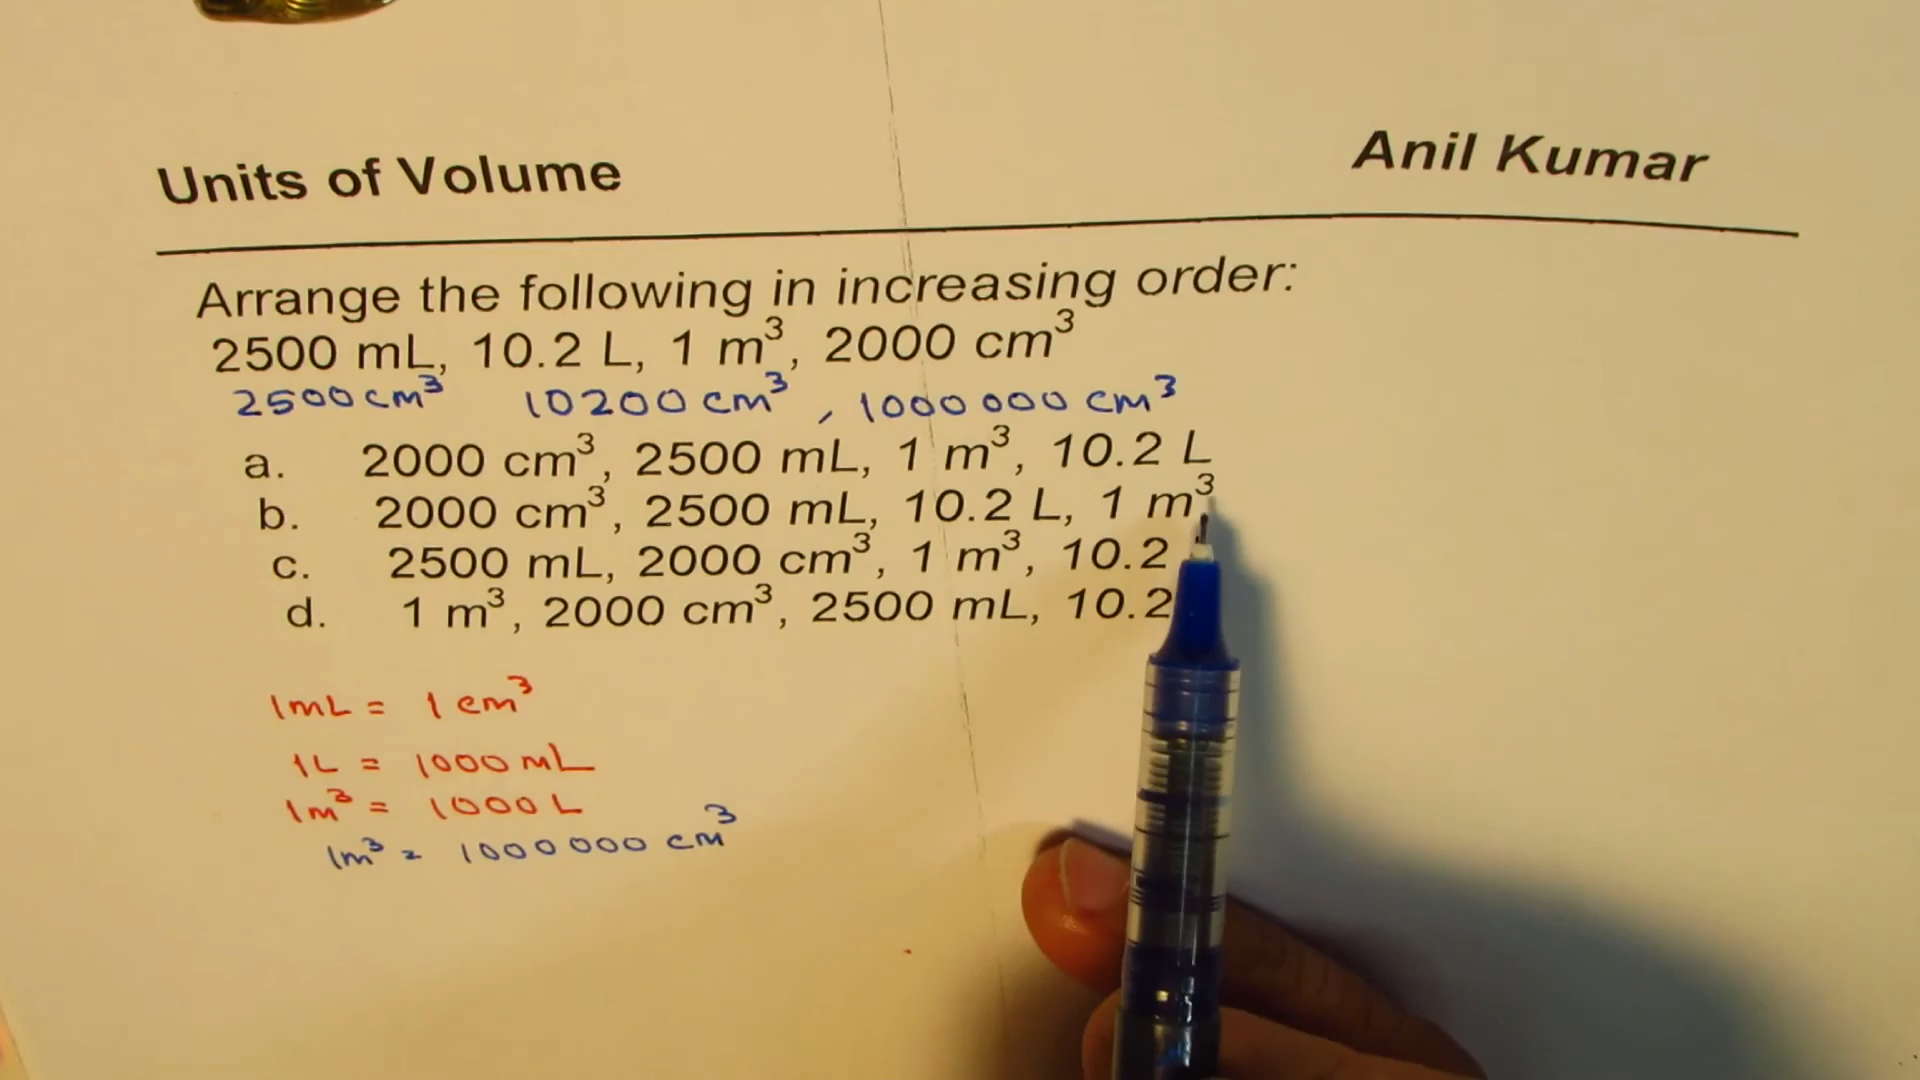 Units of Volume
Anil Kumar
Arrange the following in increasing order:
2500 mL, 10.2 L, 1 m³, 2000 cm³
2500 cm³ 10200 cm³, 1000 000 cm³
a. 2000 cm³, 2500 mL, 1 m³, 10.2 L
b. 2000 cm³, 2500 mL, 10.2 L, 1 m³
c. 2500 mL, 2000 cm³, 1 m³, 10.2
d. 1 m³, 2000 cm³, 2500 mL, 10.2
1mL = 1 cm³
1L = 1000 mL
1m³ = 1000 L
1m³ = 1000 000 cm³